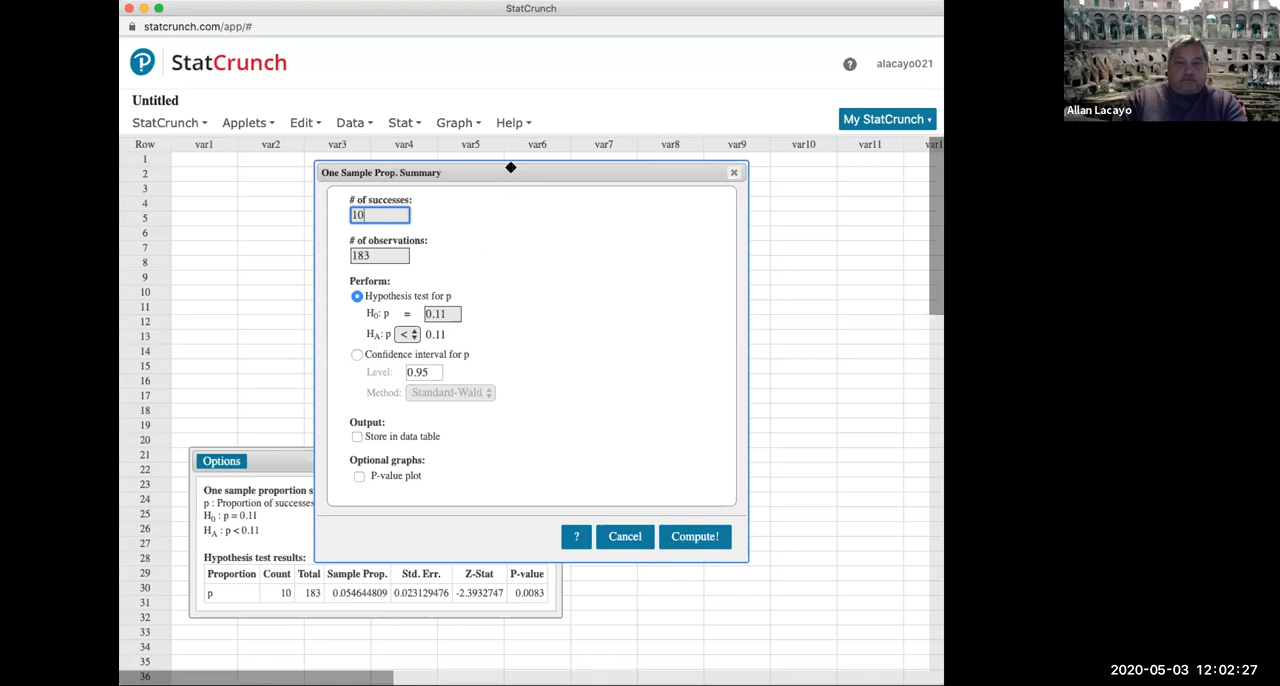 StatCrunch
statcrunch.com/app/#
P StatCrunch
? alacayo021
Untitled
StatCrunch Applets Edit Data Stat Graph Help My StatCrunch
Row var1 var2 var3 var4 var5 var6 var7 var8 var9 var10 var11 var1
1
2
3
4
5
6
7
8
9
10
11
12
13
14
15
16
17
18
19
20
21
22
23
24
25
26
27
28
29
30
31
32
33
34
35
36
One Sample Prop. Summary
# of successes:
10
# of observations:
183
Perform:
Hypothesis test for p
H0: p = 0.11
HA: p < 0.11
Confidence interval for p
Level: 0.95
Method: Standard-Wald
Output:
Store in data table
Optional graphs:
P-value plot
? Cancel Compute!
Options
One sample proportion s
p : Proportion of successes
H0 : p = 0.11
HA : p < 0.11
Hypothesis test results:
Proportion Count Total Sample Prop. Std. Err. Z-Stat P-value
p 10 183 0.054644809 0.023129476 -2.3932747 0.0083
Allan Lacayo
2020-05-03 12:02:27